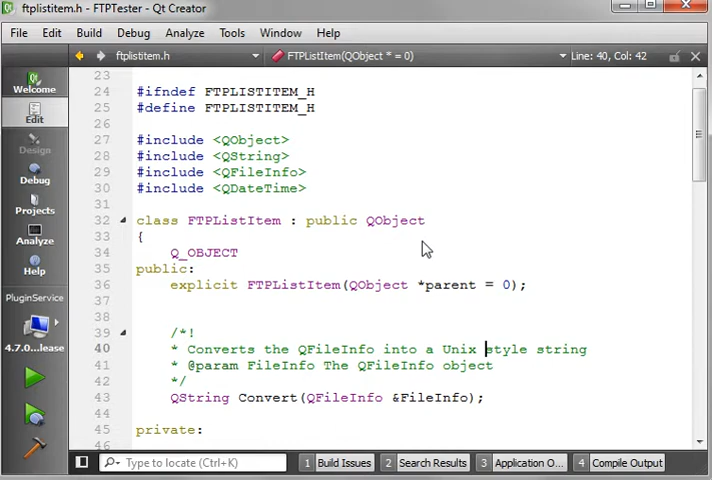 ftplistitem.h - FTPTester - Qt Creator
File Edit Build Debug Analyze Tools Window Help
ftplistitem.h FTPListItem(QObject * = 0) Line: 40, Col: 42
Welcome
Edit
Design
Debug
Projects
Analyze
Help
PluginService
4.7.0...lease
23
24 #ifndef FTPLISTITEM_H
25 #define FTPLISTITEM_H
26
27 #include <QObject>
28 #include <QString>
29 #include <QFileInfo>
30 #include <QDateTime>
31
32 class FTPListItem : public QObject
33 {
34 Q_OBJECT
35 public:
36 explicit FTPListItem(QObject *parent = 0);
37
38
39 /*!
40 * Converts the QFileInfo into a Unix style string
41 * @param FileInfo The QFileInfo object
42 */
43 QString Convert(QFileInfo &FileInfo);
44
45 private:
46
Type to locate (Ctrl+K) 1 Build Issues 2 Search Results 3 Application O... 4 Compile Output